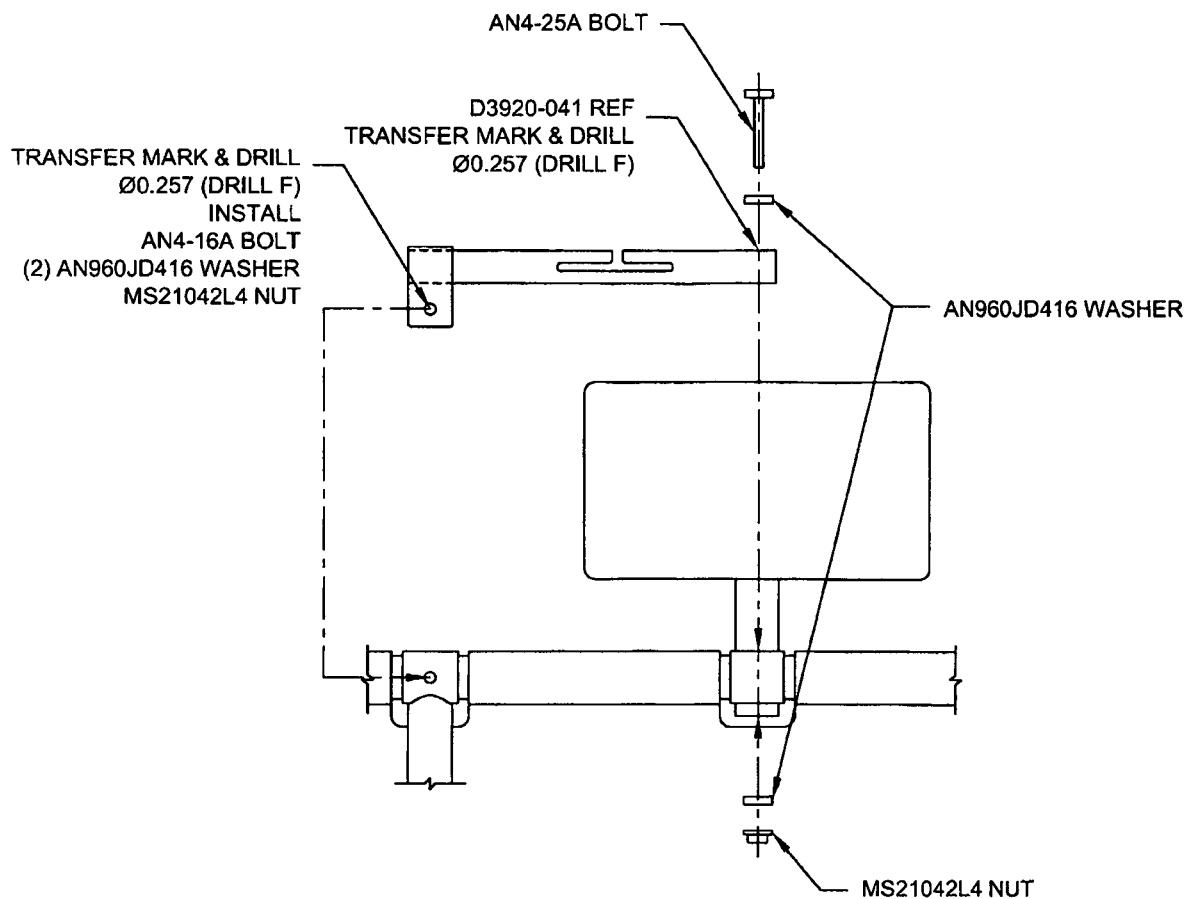 AN4-25A BOLT
D3920-041 REF
TRANSFER MARK & DRILL
Ø0.257 (DRILL F)
TRANSFER MARK & DRILL
Ø0.257 (DRILL F)
INSTALL
AN4-16A BOLT
(2) AN960JD416 WASHER
MS21042L4 NUT
AN960JD416 WASHER
MS21042L4 NUT